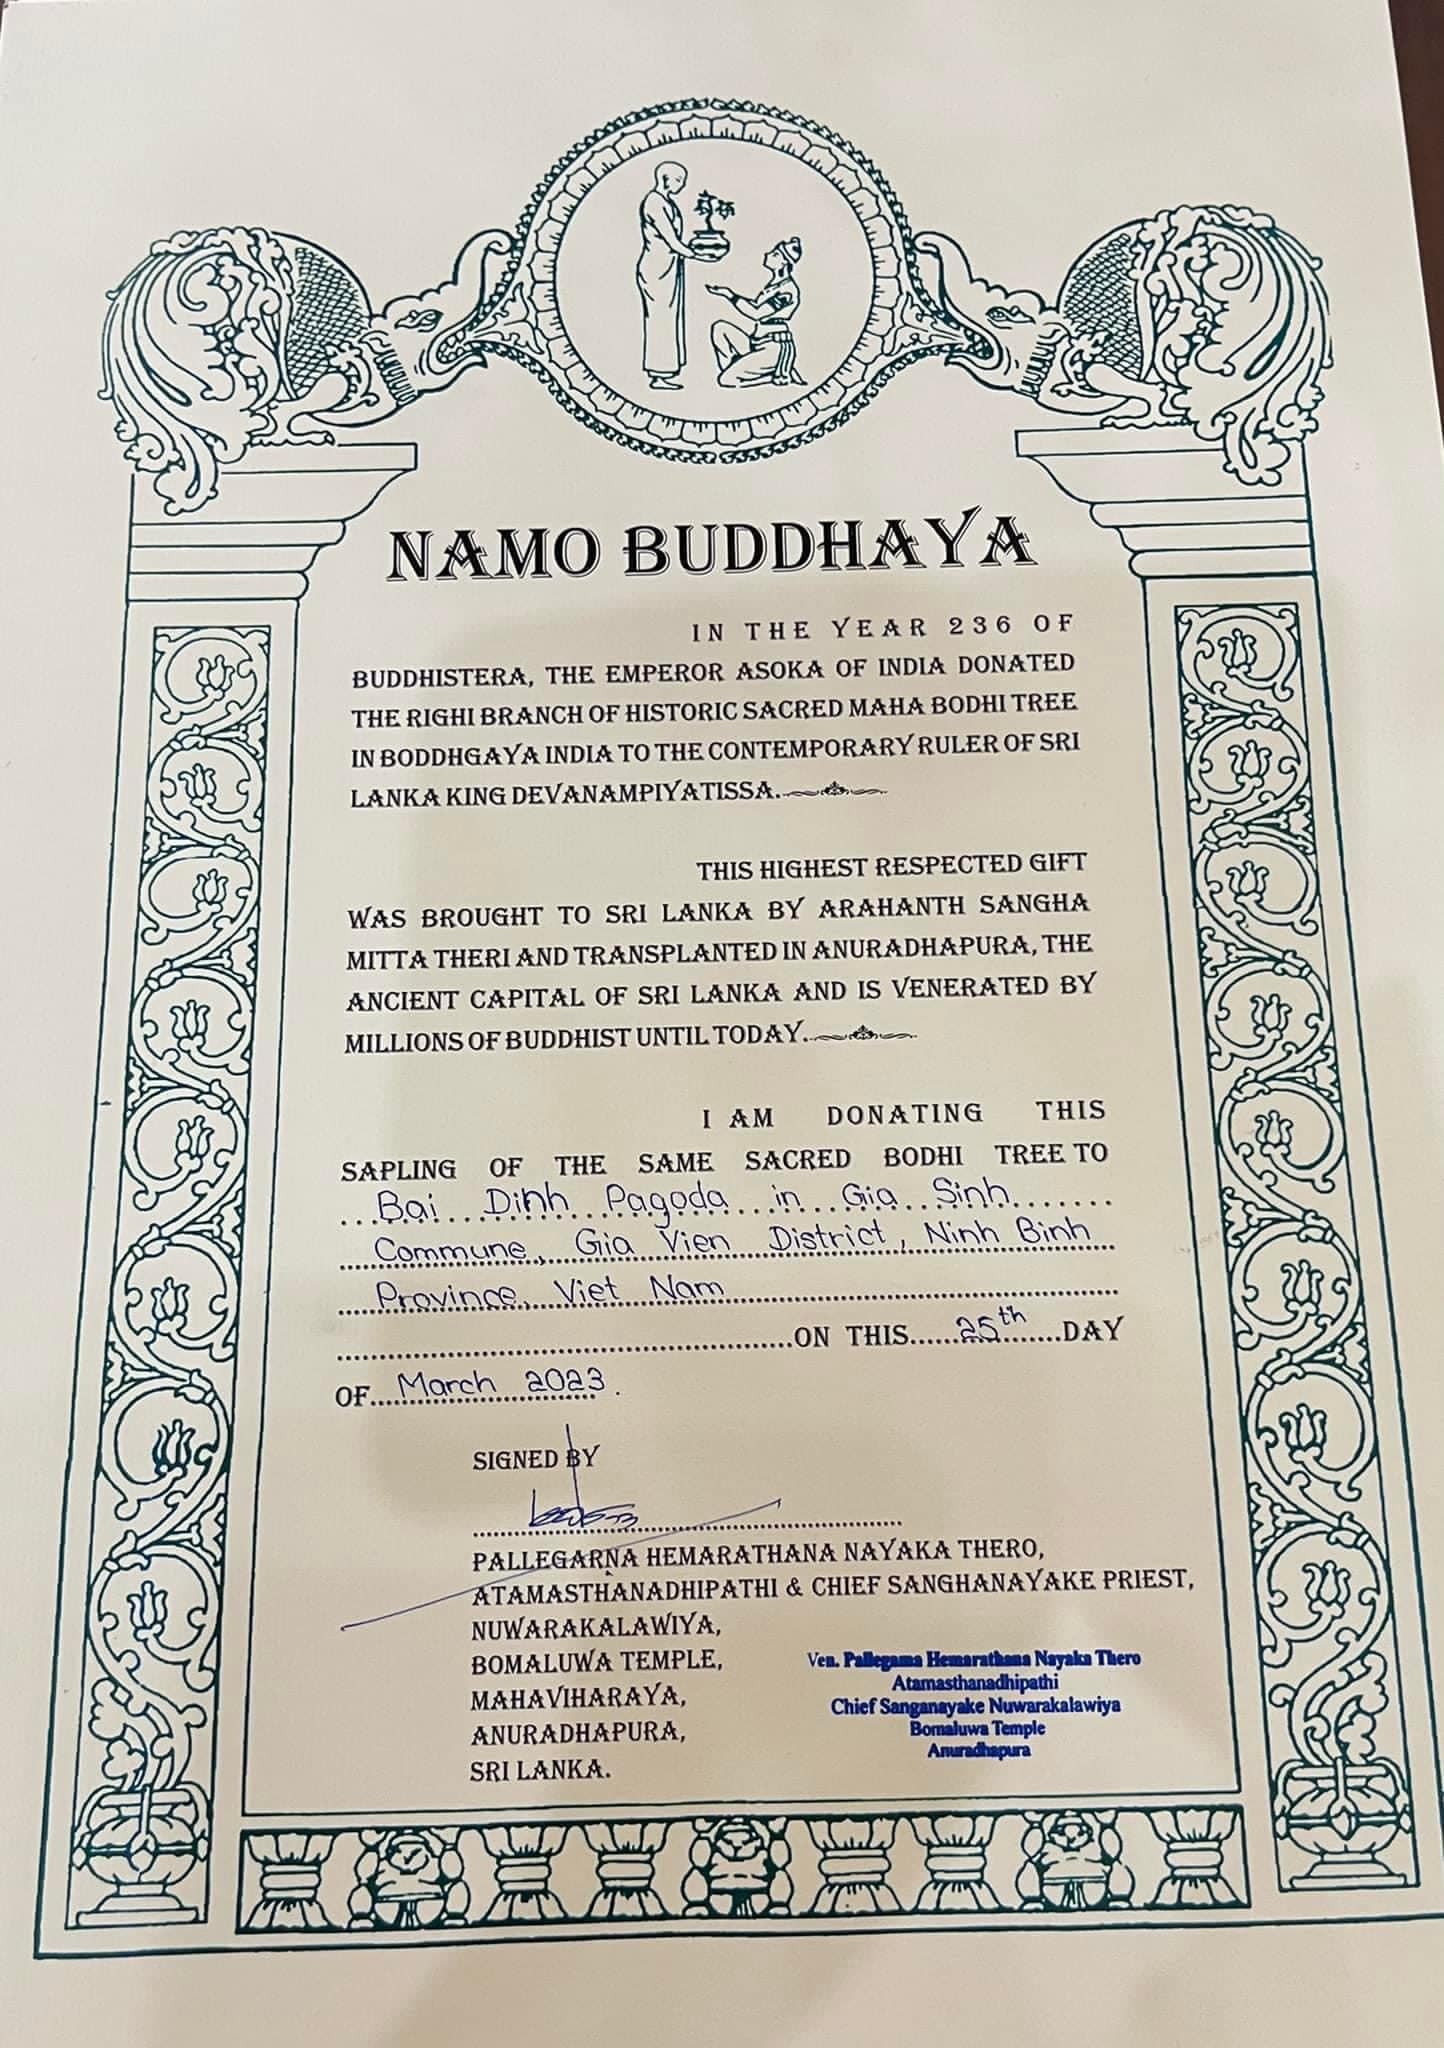 NAMO BUDDHAYA
IN THE YEAR 236 OF
BUDDHISTERA, THE EMPEROR ASOKA OF INDIA DONATED
THE RIGHI BRANCH OF HISTORIC SACRED MAHA BODHI TREE
IN BODDHGAYA INDIA TO THE CONTEMPORARY RULER OF SRI
LANKA KING DEVANAMPIYATISSA.
THIS HIGHEST RESPECTED GIFT
WAS BROUGHT TO SRI LANKA BY ARAHANTH SANGHA
MITTA THERI AND TRANSPLANTED IN ANURADHAPURA, THE
ANCIENT CAPITAL OF SRI LANKA AND IS VENERATED BY
MILLIONS OF BUDDHIST UNTIL TODAY.
I AM DONATING THIS
SAPLING OF THE SAME SACRED BODHI TREE TO
Bai Dinh Pagoda in Gia Sinh
Commune, Gia Vien District, Ninh Binh
Province, Viet Nam
ON THIS 25th DAY
OF March 2023.
SIGNED BY
PALLEGARNA HEMARATHANA NAYAKA THERO,
ATAMASTHANADHIPATHI & CHIEF SANGHANAYAKE PRIEST,
NUWARAKALAWIYA,
BOMALUWA TEMPLE,
MAHAVIHARAYA,
ANURADHAPURA,
SRI LANKA.
Ven. Pallegama Hemarathana Nayaka Thero
Atamasthanadhipathi
Chief Sanganayake Nuwarakalawiya
Bomaluwa Temple
Anuradhapura